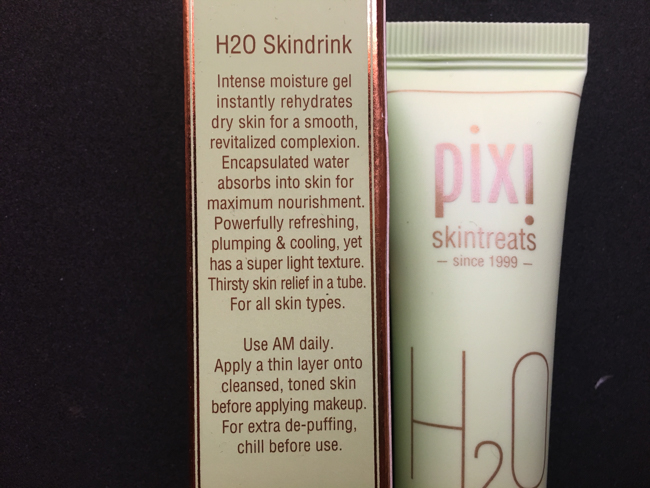 H2O Skindrink
Intense moisture gel
instantly rehydrates
dry skin for a smooth,
revitalized complexion.
Encapsulated water
absorbs into skin for
maximum nourishment.
Powerfully refreshing,
plumping & cooling, yet
has a super light texture.
Thirsty skin relief in a tube.
For all skin types.
Use AM daily.
Apply a thin layer onto
cleansed, toned skin
before applying makeup.
For extra de-puffing,
chill before use.
pixi
skintreats
– since 1999 –
H2O